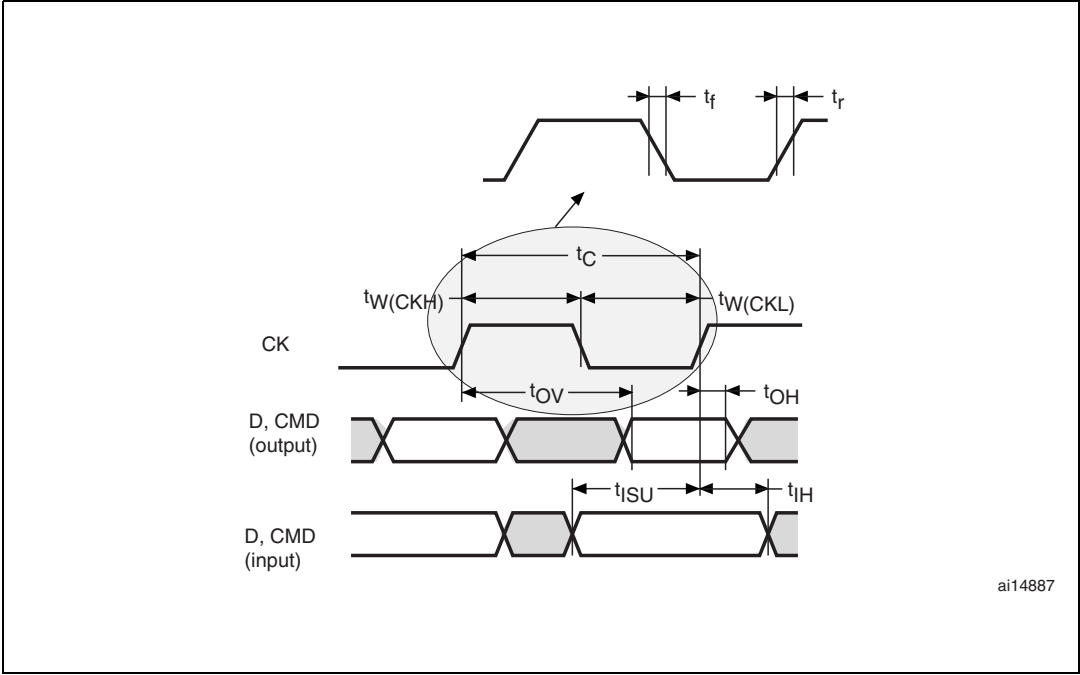 tf
tr
tC
tW(CKH)
tW(CKL)
CK
tOV
tOH
D, CMD
(output)
tISU
tIH
D, CMD
(input)
ai14887